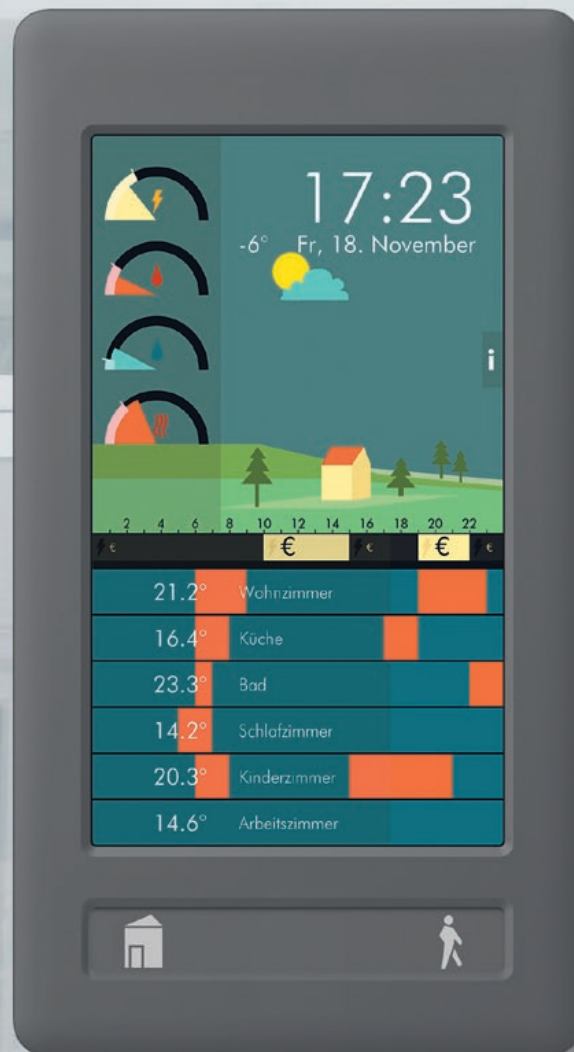 17:23
-6° Fr, 18. November
i
2 4 6 8 10 12 14 16 18 20 22
€ € € € €
21.2° Wohnzimmer
16.4° Küche
23.3° Bad
14.2° Schlafzimmer
20.3° Kinderzimmer
14.6° Arbeitszimmer